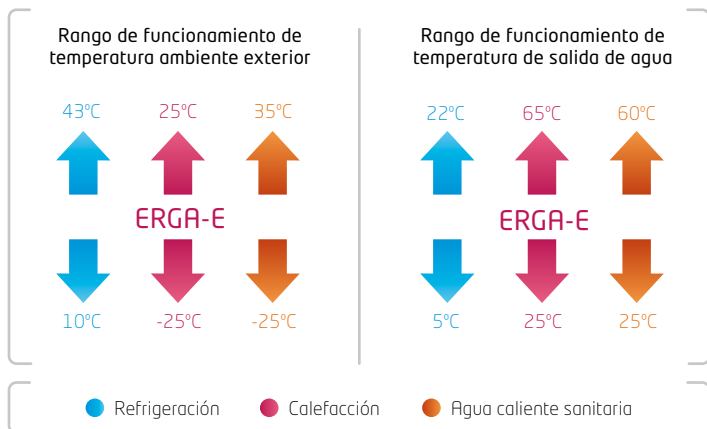 Rango de funcionamiento de
temperatura ambiente exterior
43ºC 25ºC 35ºC
ERGA-E
10ºC -25ºC -25ºC
Rango de funcionamiento de
temperatura de salida de agua
22ºC 65ºC 60ºC
ERGA-E
5ºC 25ºC 25ºC
Refrigeración Calefacción Agua caliente sanitaria